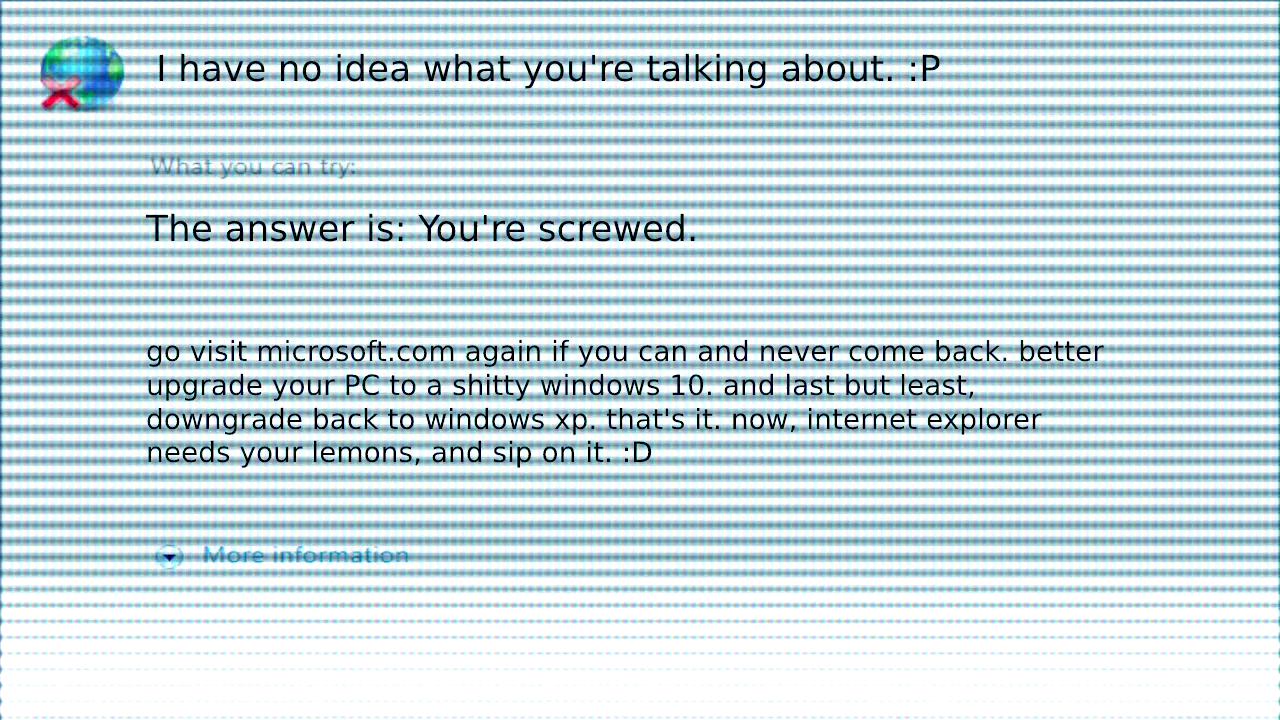 I have no idea what you're talking about. :P
What you can try:
The answer is: You're screwed.
go visit microsoft.com again if you can and never come back. better
upgrade your PC to a shitty windows 10. and last but least,
downgrade back to windows xp. that's it. now, internet explorer
needs your lemons, and sip on it. :D
More information